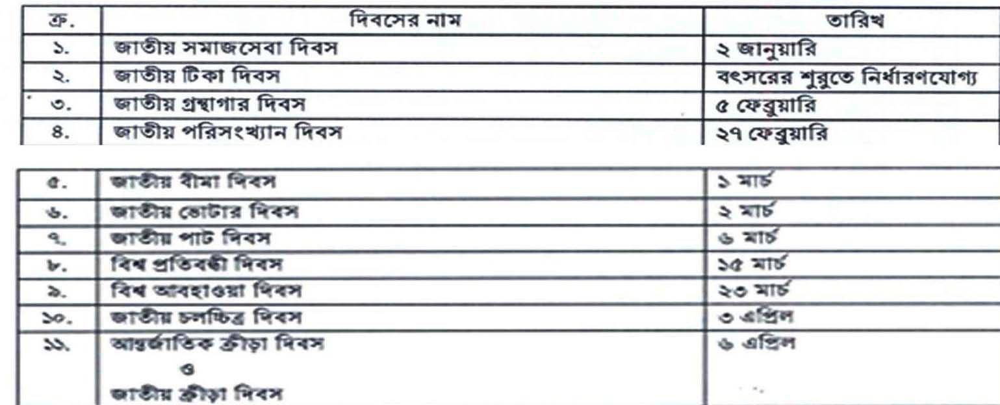 ক্র. দিবসের নাম তারিখ
১. জাতীয় সমাজসেবা দিবস ২ জানুয়ারি
২. জাতীয় টিকা দিবস বৎসরের শুরুতে নির্ধারণযোগ্য
৩. জাতীয় গ্রন্থাগার দিবস ৫ ফেব্রুয়ারি
৪. জাতীয় পরিসংখ্যান দিবস ২৭ ফেব্রুয়ারি
৫. জাতীয় বীমা দিবস ১ মার্চ
৬. জাতীয় ভোটার দিবস ২ মার্চ
৭. জাতীয় পাট দিবস ৬ মার্চ
৮. বিশ্ব প্রতিবন্ধী দিবস ১৫ মার্চ
৯. বিশ্ব আবহাওয়া দিবস ২৩ মার্চ
১০. জাতীয় চলচ্চিত্র দিবস ৩ এপ্রিল
১১. আন্তর্জাতিক ক্রীড়া দিবস ৬ এপ্রিল
ও
জাতীয় ক্রীড়া দিবস